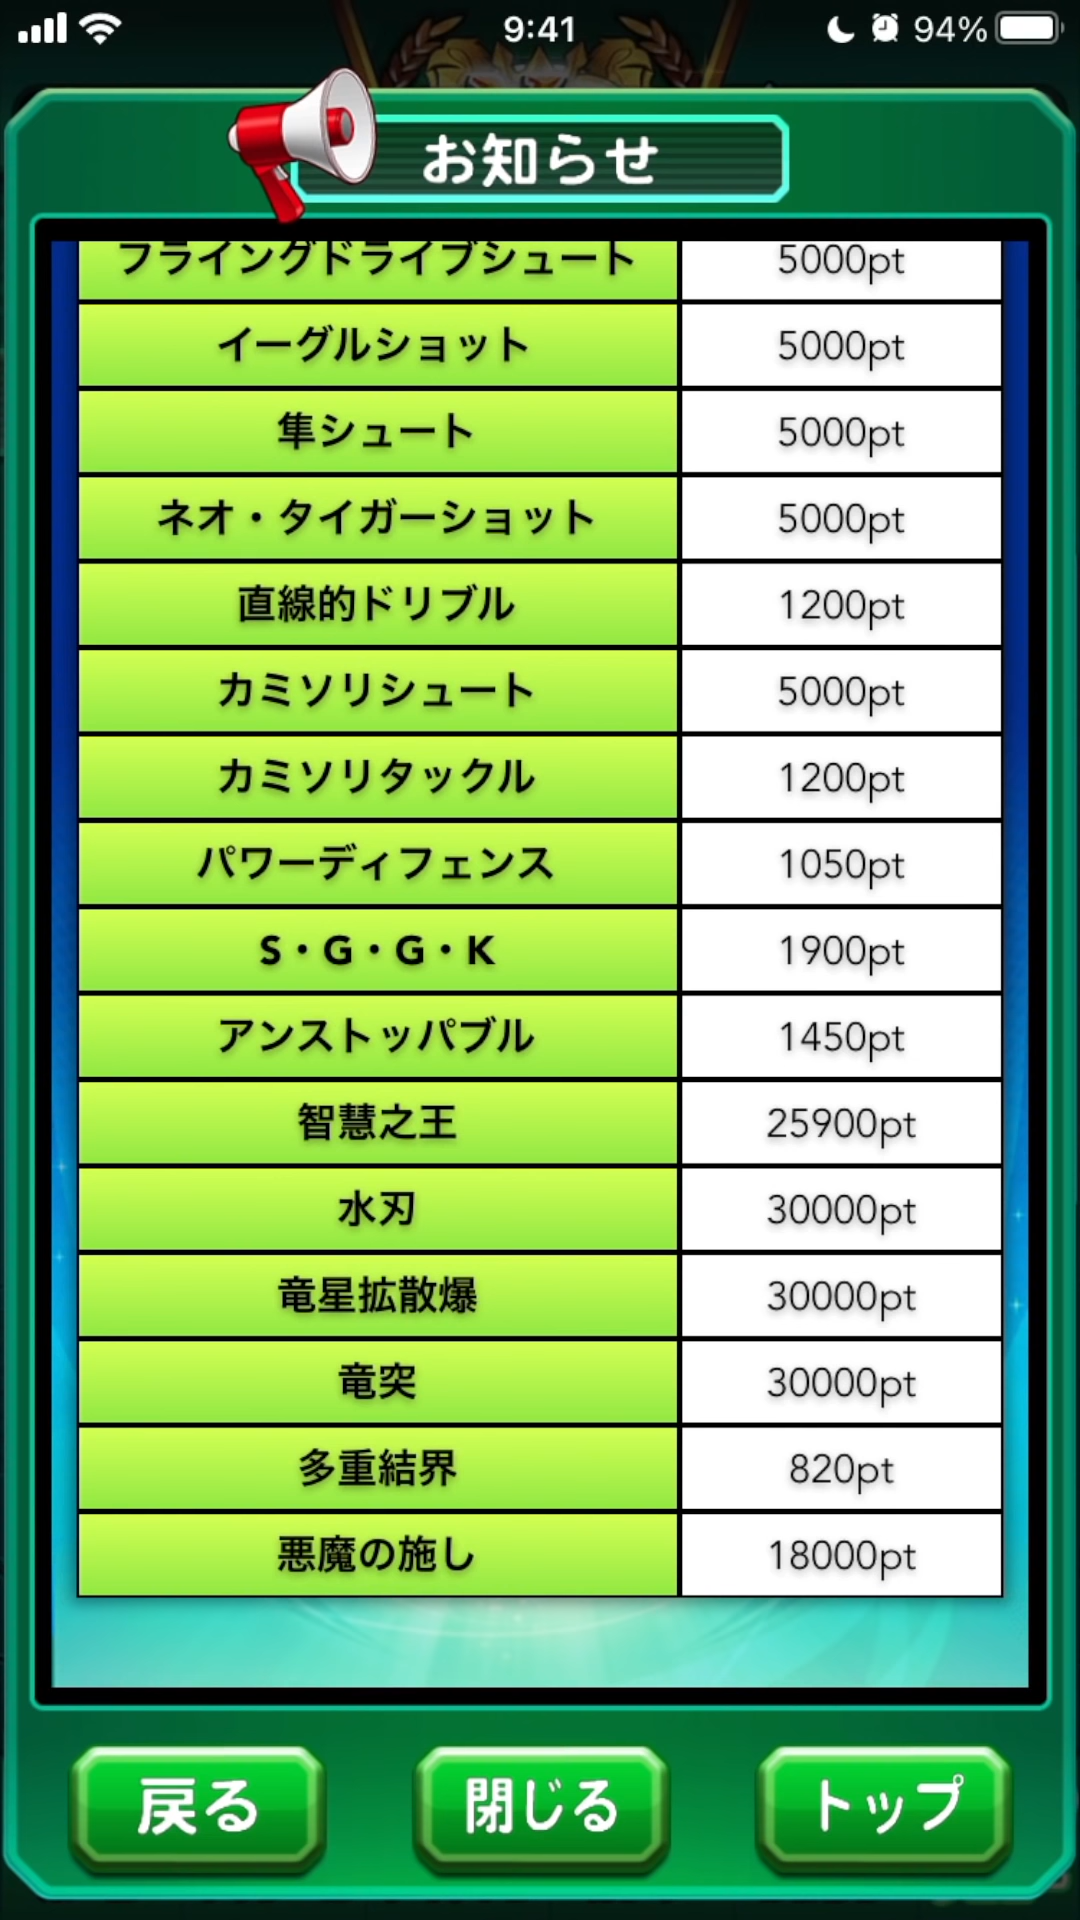 9:41
94%
お知らせ
フライングドライブシュート 5000pt
イーグルショット 5000pt
隼シュート 5000pt
ネオ・タイガーショット 5000pt
直線的ドリブル 1200pt
カミソリシュート 5000pt
カミソリタックル 1200pt
パワーディフェンス 1050pt
S・G・G・K 1900pt
アンストッパブル 1450pt
智慧之王 25900pt
水刃 30000pt
竜星拡散爆 30000pt
竜突 30000pt
多重結界 820pt
悪魔の施し 18000pt
戻る 閉じる トップ